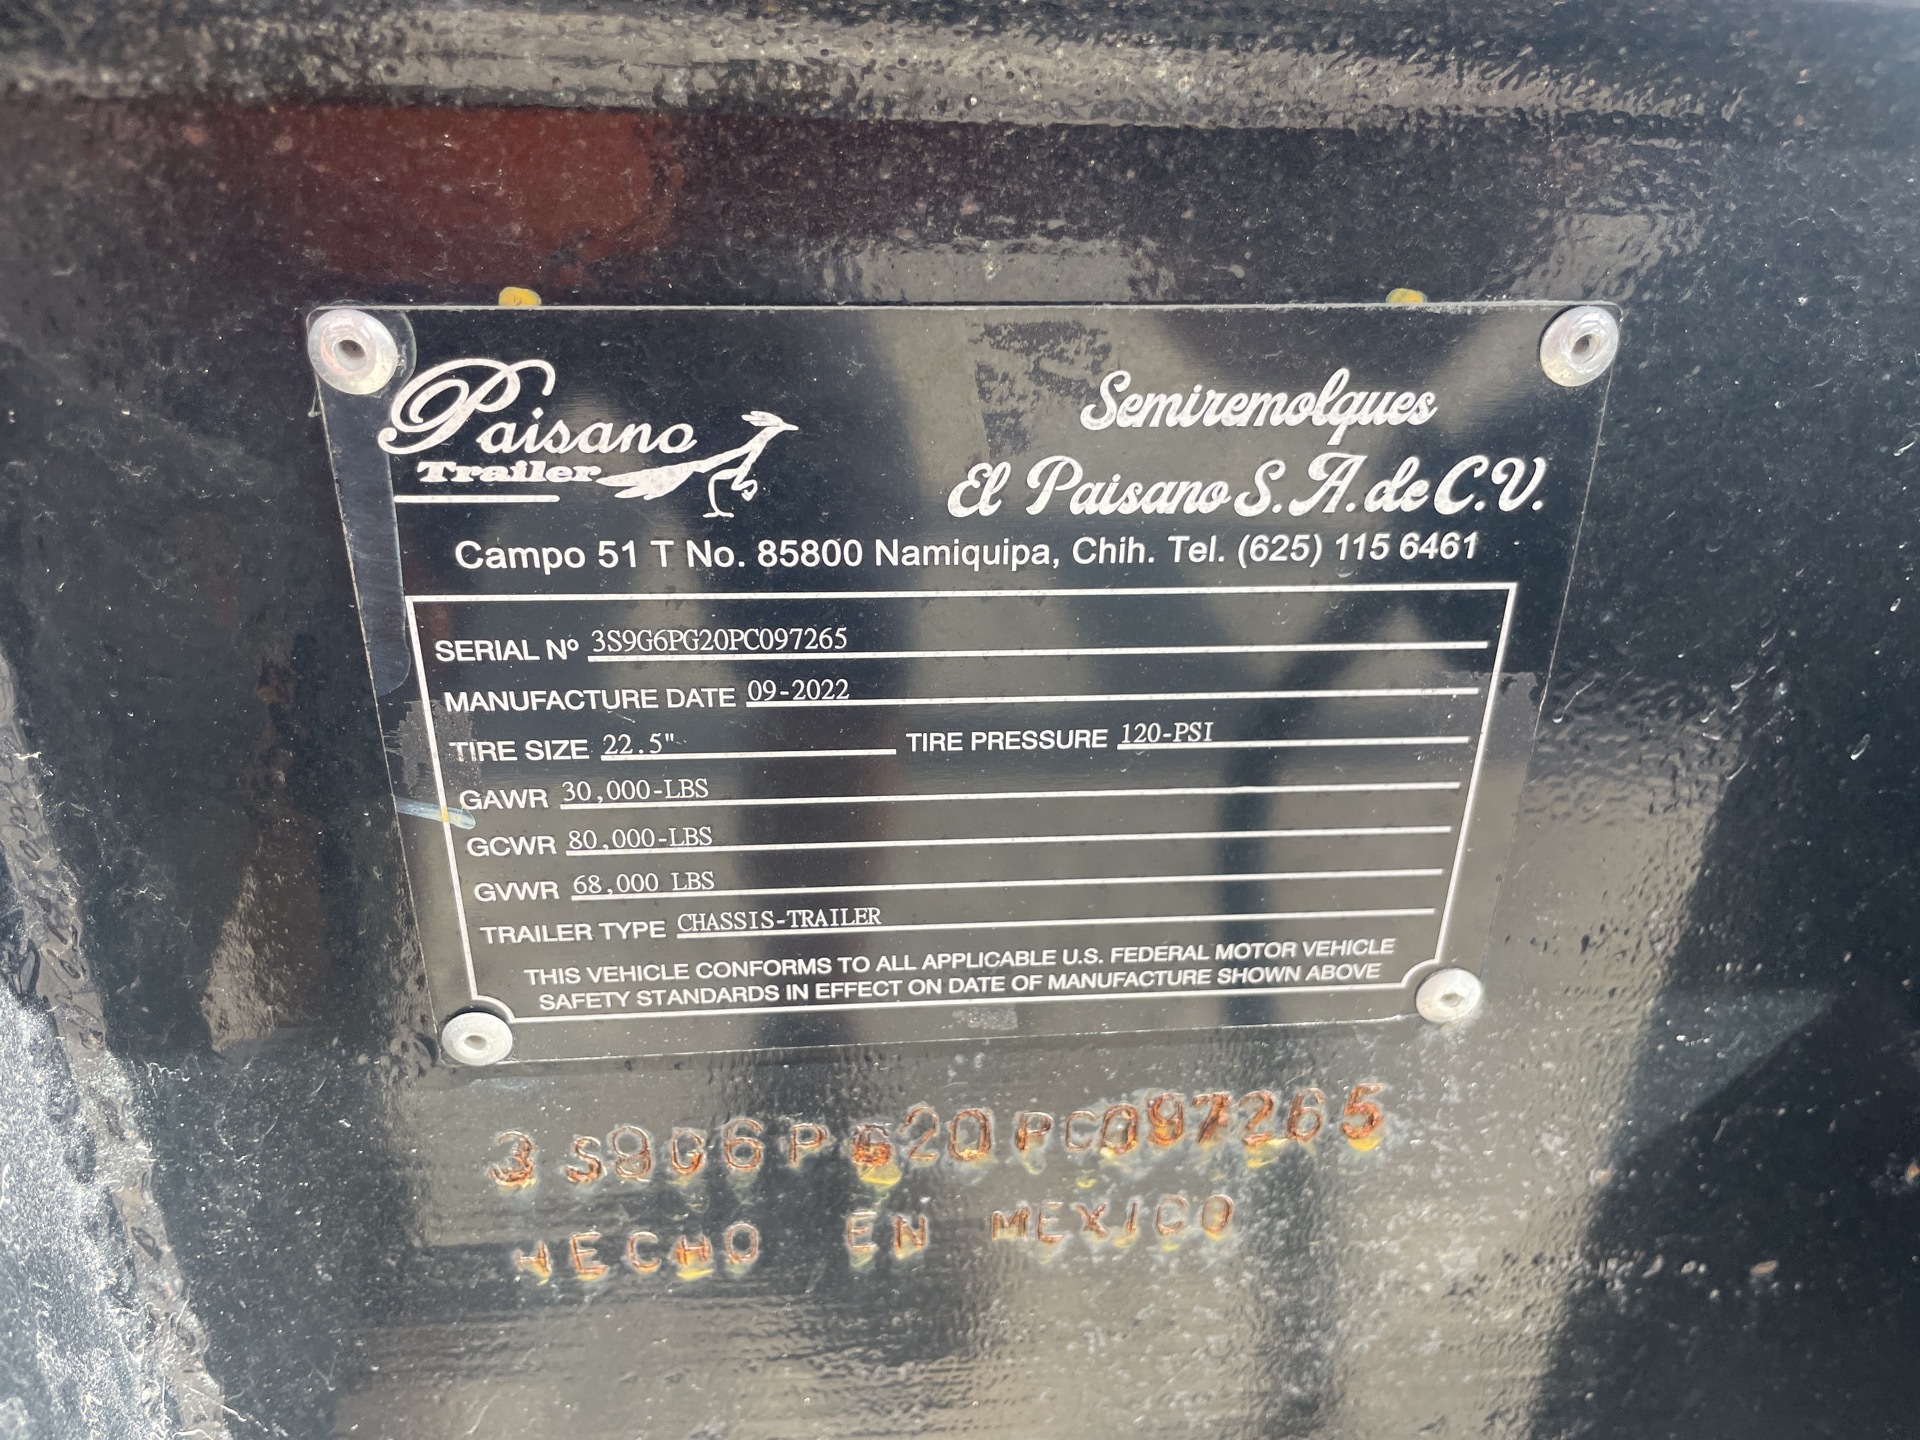 Paisano
Trailer
Semiremolques
El Paisano S.A. de C.V.
Campo 51 T No. 85800 Namiquipa, Chih. Tel. (625) 115 6461
SERIAL Nº 3S9G6PG20PC097265
MANUFACTURE DATE 09-2022
TIRE SIZE 22.5" TIRE PRESSURE 120-PSI
GAWR 30,000-LBS
GCWR 80,000-LBS
GVWR 68,000 LBS
TRAILER TYPE CHASSIS-TRAILER
THIS VEHICLE CONFORMS TO ALL APPLICABLE U.S. FEDERAL MOTOR VEHICLE
SAFETY STANDARDS IN EFFECT ON DATE OF MANUFACTURE SHOWN ABOVE
3S9G6PG20PC097265
HECHO EN MEXICO